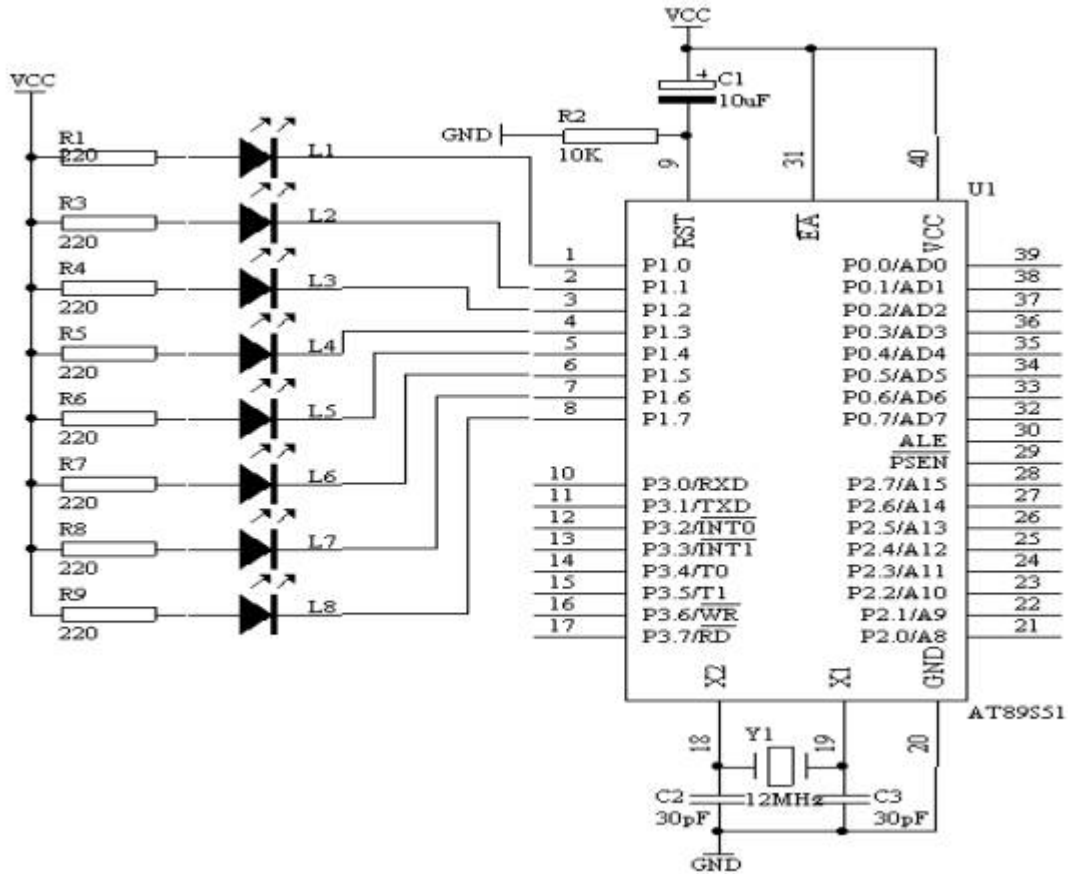 VCC
VCC
C1
10uF
R2
GND
10K
9
31
40
U1
RST
EA
VCC
R1
220
L1
R3
220
L2
R4
220
L3
R5
220
L4
R6
220
L5
R7
220
L6
R8
220
L7
R9
220
L8
1 P1.0
2 P1.1
3 P1.2
4 P1.3
5 P1.4
6 P1.5
7 P1.6
8 P1.7
10 P3.0/RXD
11 P3.1/TXD
12 P3.2/INT0
13 P3.3/INT1
14 P3.4/T0
15 P3.5/T1
16 P3.6/WR
17 P3.7/RD
P0.0/AD0 39
P0.1/AD1 38
P0.2/AD2 37
P0.3/AD3 36
P0.4/AD4 35
P0.5/AD5 34
P0.6/AD6 33
P0.7/AD7 32
ALE 30
PSEN 29
P2.7/A15 28
P2.6/A14 27
P2.5/A13 26
P2.4/A12 25
P2.3/A11 24
P2.2/A10 23
P2.1/A9 22
P2.0/A8 21
X2
X1
GND
AT89S51
18
Y1
19
20
C2
12MHz
C3
30pF
30pF
GND